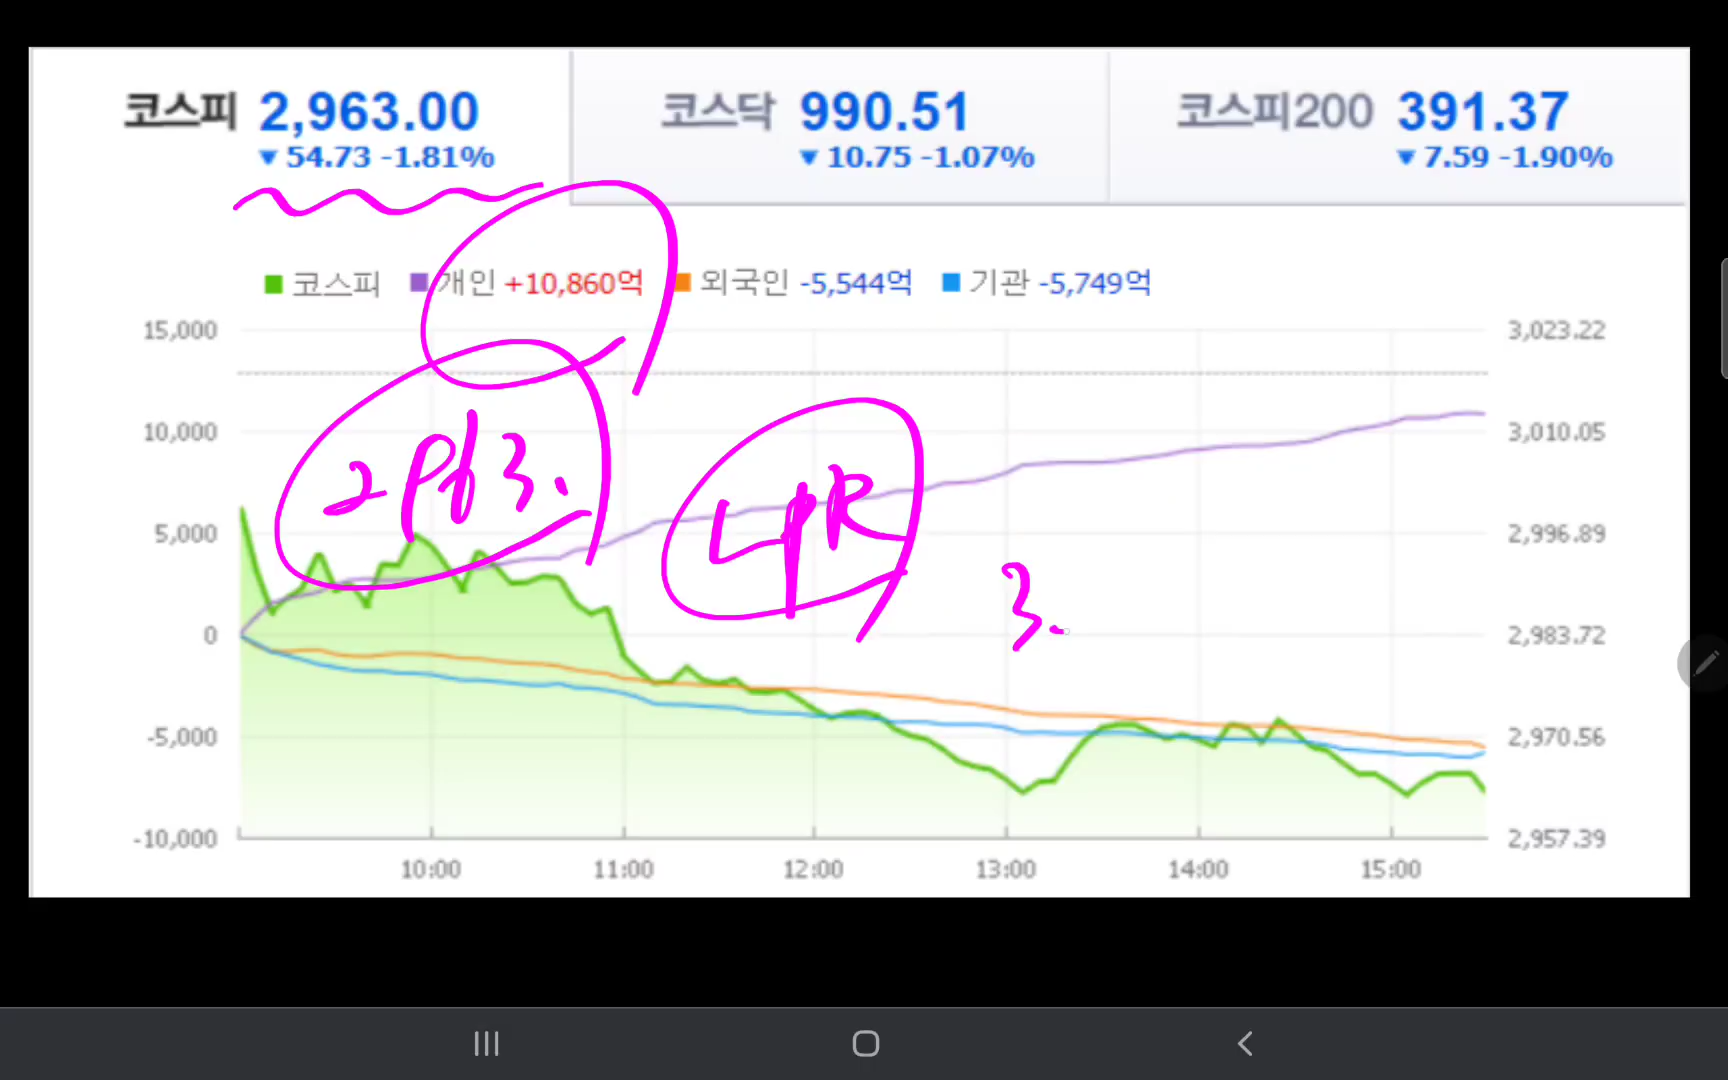 코스피 2,963.00 코스닥 990.51 코스피200 391.37
▼ 54.73 -1.81% ▼ 10.75 -1.07% ▼ 7.59 -1.90%
코스피 개인 +10,860억 외국인 -5,544억 기관 -5,749억
15,000 3,023.22
10,000 3,010.05
5,000 2,996.89
LPR
3.
0 2,983.72
-5,000 2,970.56
-10,000 2,957.39
10:00 11:00 12:00 13:00 14:00 15:00